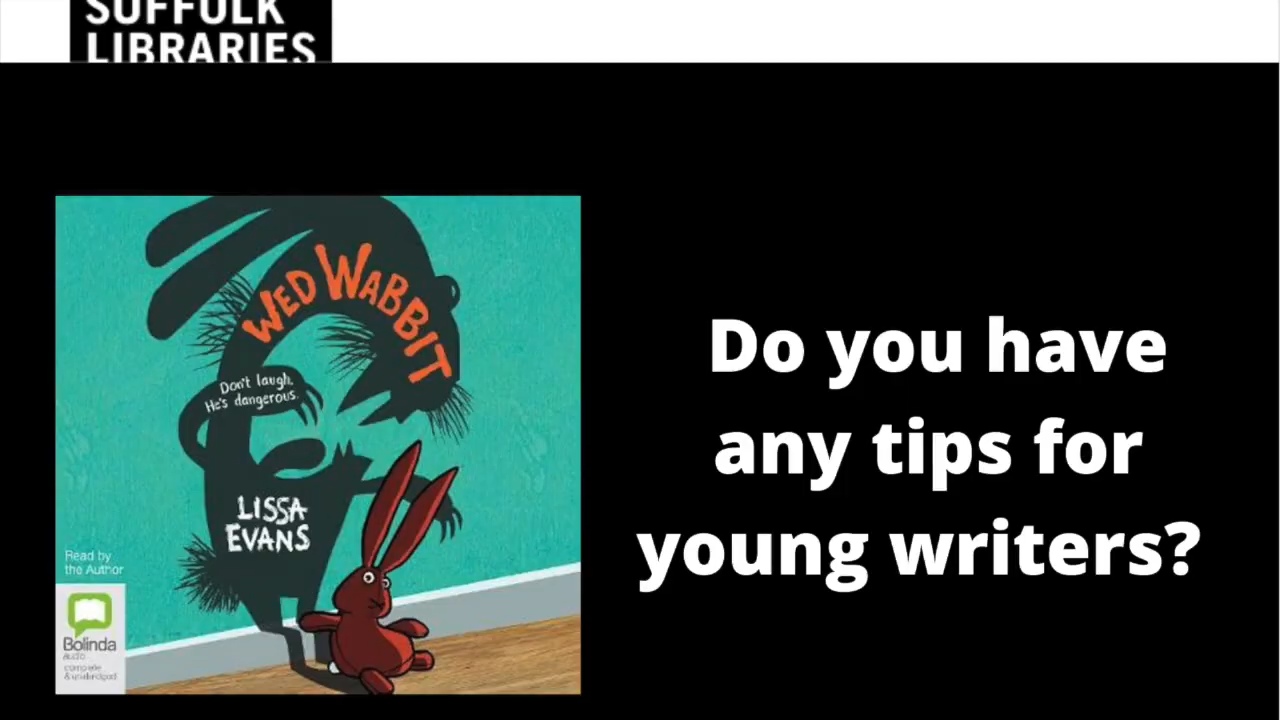 SUFFOLK
LIBRARIES
WED WABBIT
Don't laugh,
He's dangerous.
LISSA
EVANS
Read by
the Author
Bolinda
audio
complete
& unabridged
Do you have
any tips for
young writers?